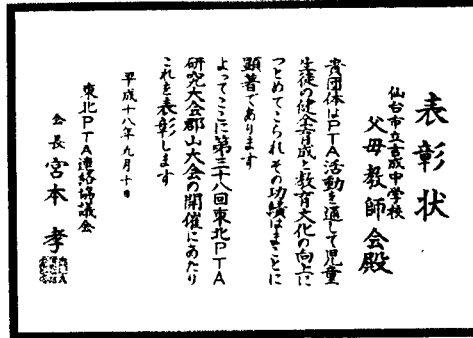 表彰状
仙台市立吉成中学校
父母教師会殿
貴団体はPTA活動を通して児童
生徒の健全育成と教育文化の向上に
つとめてこられその功績はまことに
顕著であります
よってここに第三十八回東北PTA
研究大会郡山大会の開催にあたり
これを表彰します
平成十八年九月十日
東北PTA連絡協議会
会長 宮本 孝